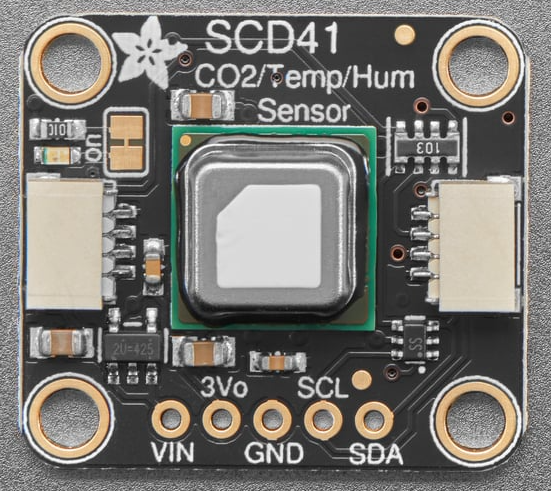 SCD41
CO2/Temp/Hum
Sensor
on
103
3Vo
SCL
VIN
GND
SDA